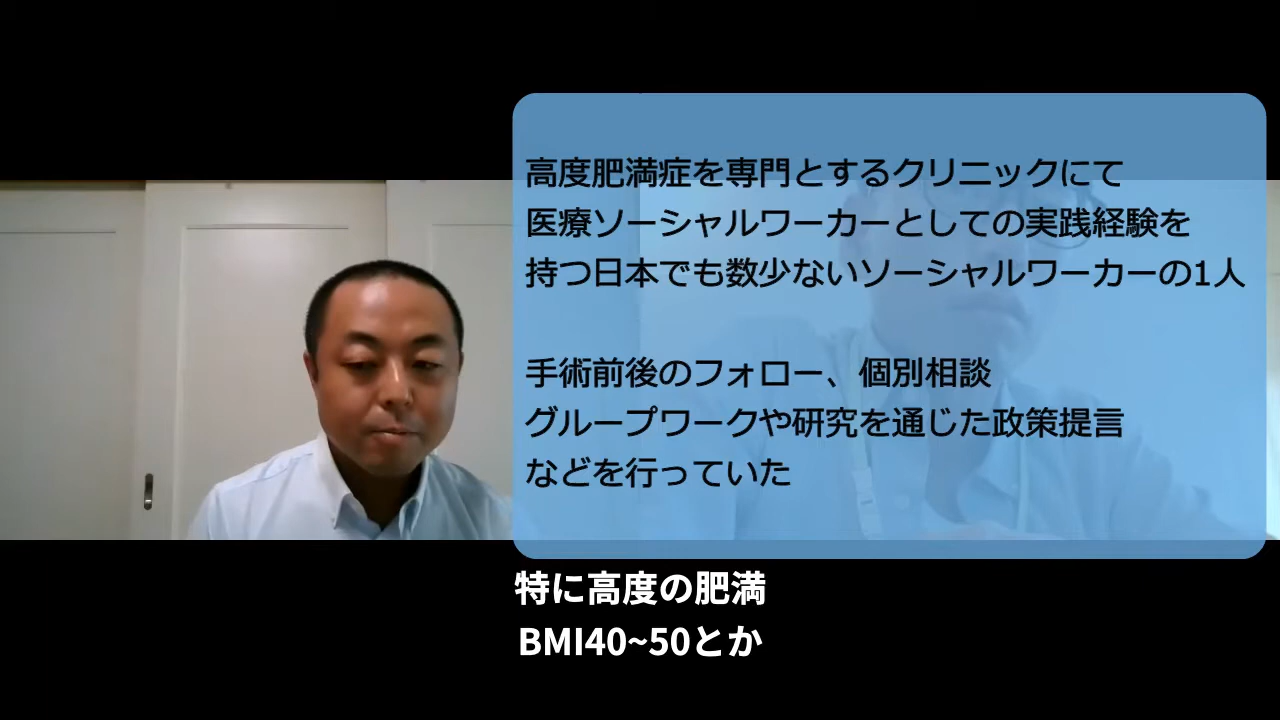 高度肥満症を専門とするクリニックにて
医療ソーシャルワーカーとしての実践経験を
持つ日本でも数少ないソーシャルワーカーの1人
手術前後のフォロー、個別相談
グループワークや研究を通じた政策提言
などを行っていた
特に高度の肥満
BMI40~50とか